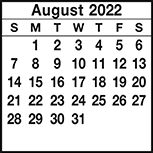 August 2022
S M T W T F S
1 2 3 4 5 6
7 8 9 10 11 12 13
14 15 16 17 18 19 20
21 22 23 24 25 26 27
28 29 30 31